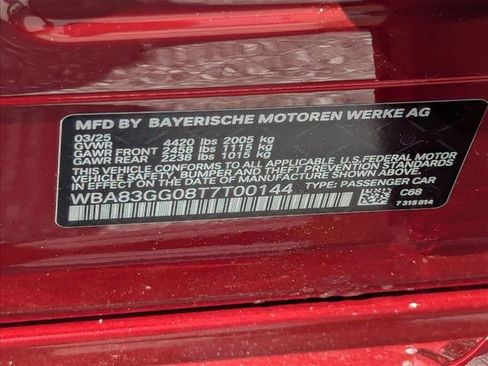 MFD BY BAYERISCHE MOTOREN WERKE AG
03/25
GVWR 4420 lbs 2005 kg
GAWR FRONT 2458 lbs 1115 kg
GAWR REAR 2238 lbs 1015 kg
THIS VEHICLE CONFORMS TO ALL APPLICABLE U.S.FEDERAL MOTOR
VEHICLE SAFETY, BUMPER AND THEFT PREVENTION STANDARDS IN
EFFECT ON THE DATE OF MANUFACTURE SHOWN ABOVE.
WBA83GG08T7T00144 TYPE: PASSENGER CAR
C68
7 315 814